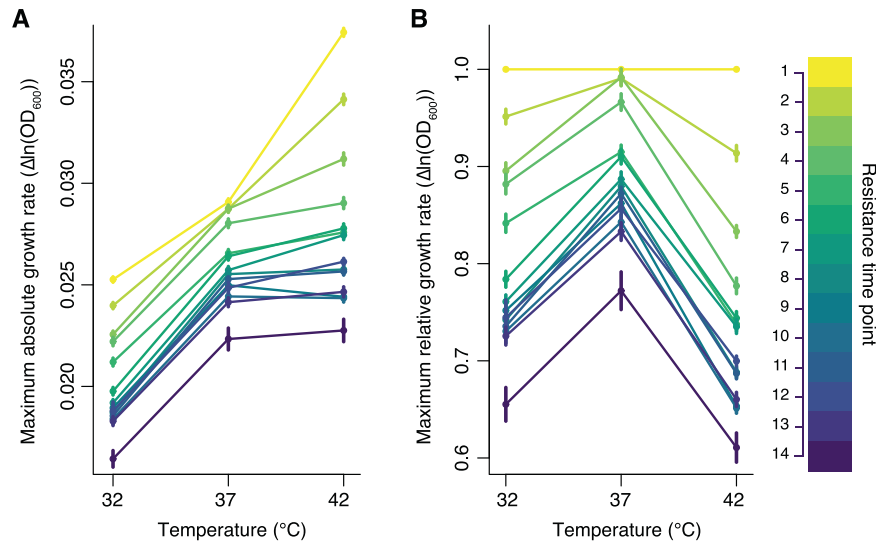 A
Maximum absolute growth rate (Δln(OD600))
0.035
0.030
0.025
0.020
32 37 42
Temperature (°C)
B
Maximum relative growth rate (Δln(OD600))
1.0
0.9
0.8
0.7
0.6
32 37 42
Temperature (°C)
1
2
3
4
5
6
7
8
9
10
11
12
13
14
Resistance time point